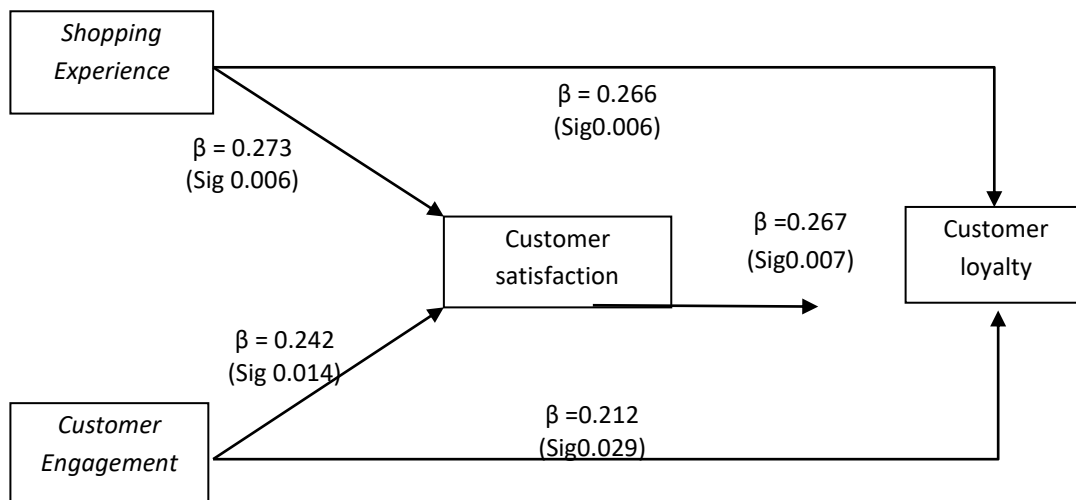 Shopping
Experience
β = 0.266
(Sig0.006)
β = 0.273
(Sig 0.006)
Customer
satisfaction
β =0.267
(Sig0.007)
Customer
loyalty
β = 0.242
(Sig 0.014)
Customer
Engagement
β =0.212
(Sig0.029)